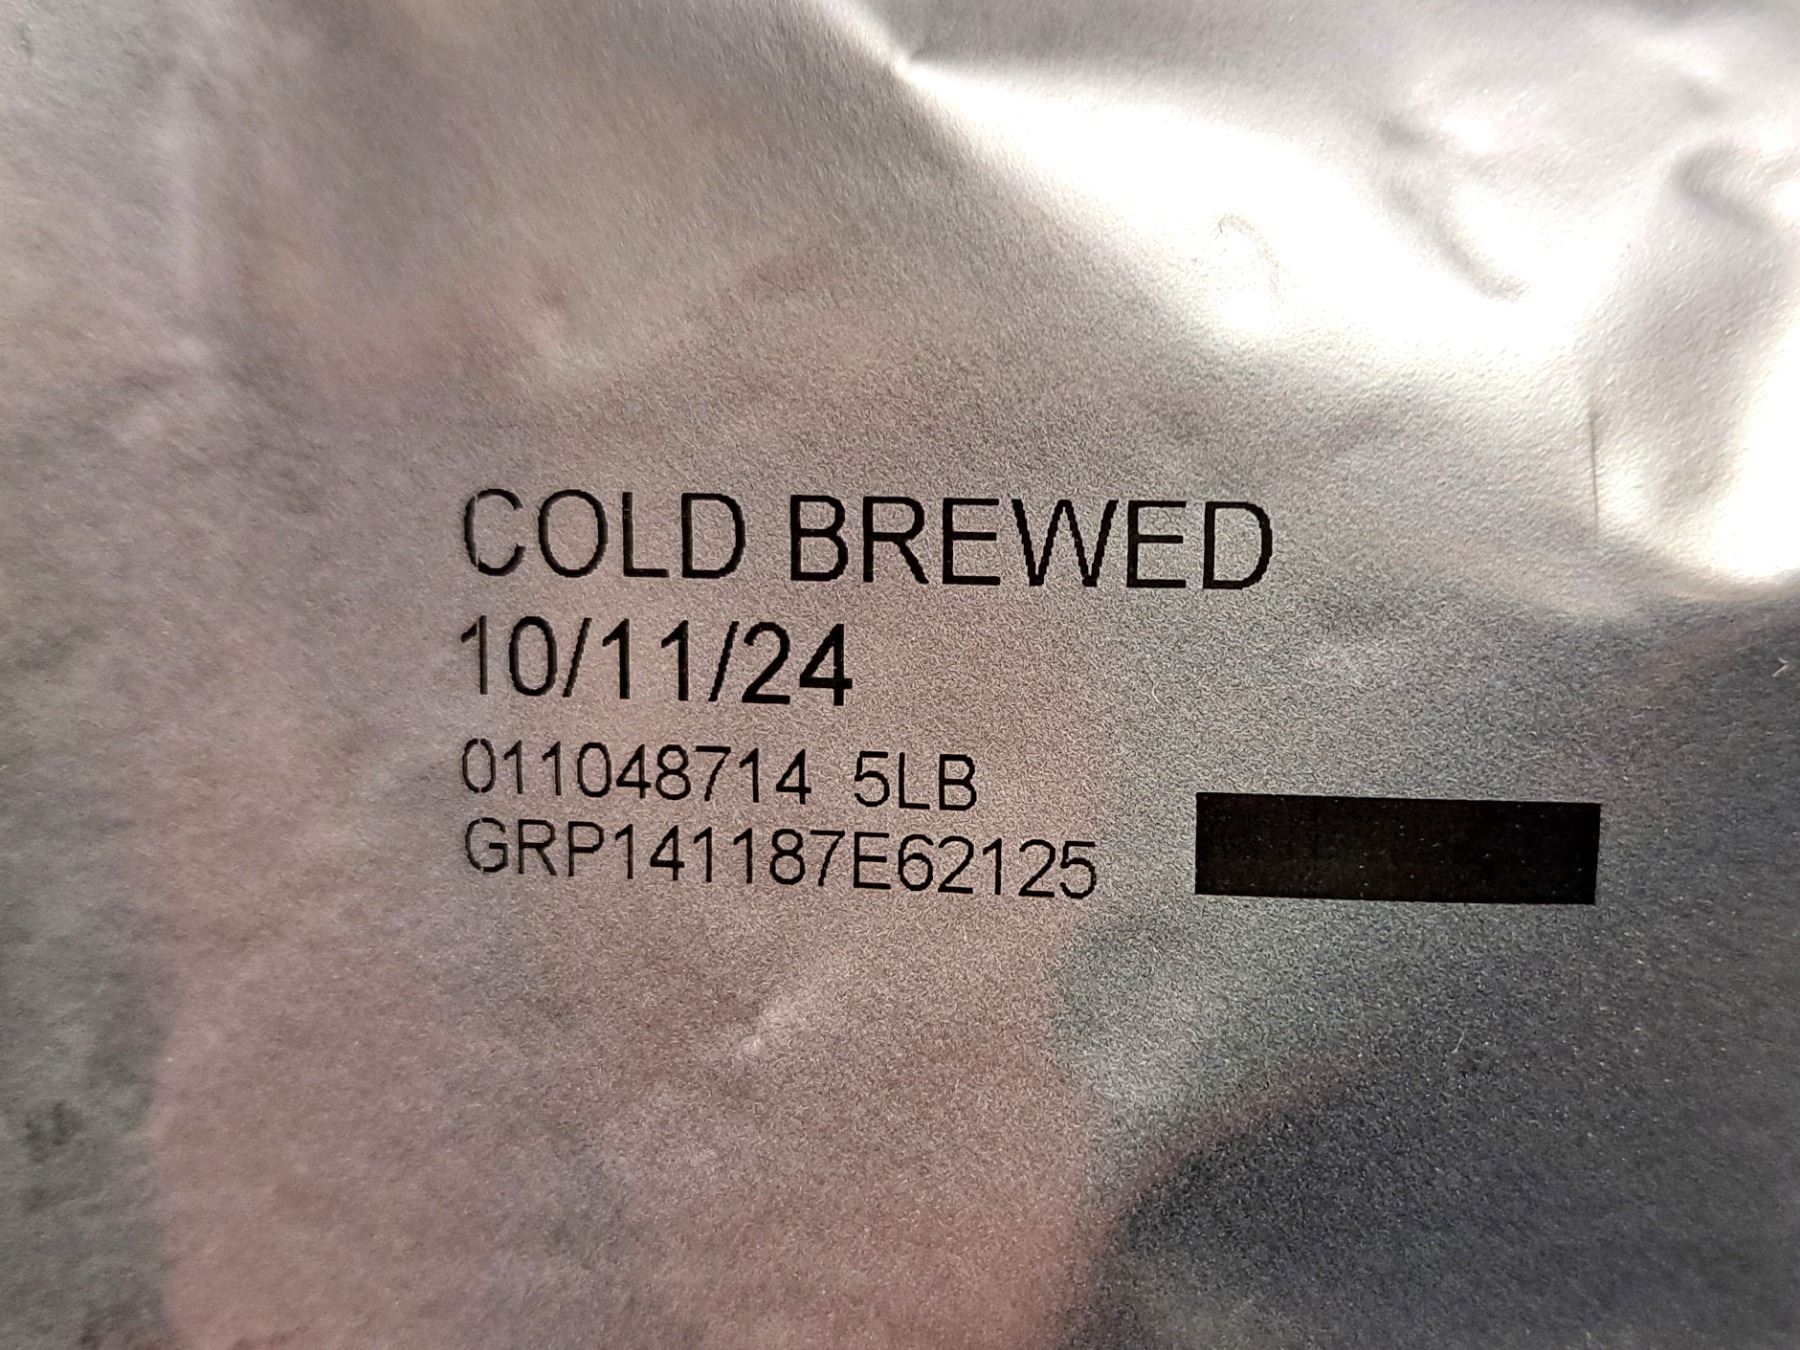 COLD BREWED
10/11/24
011048714 5LB
GRP141187E62125